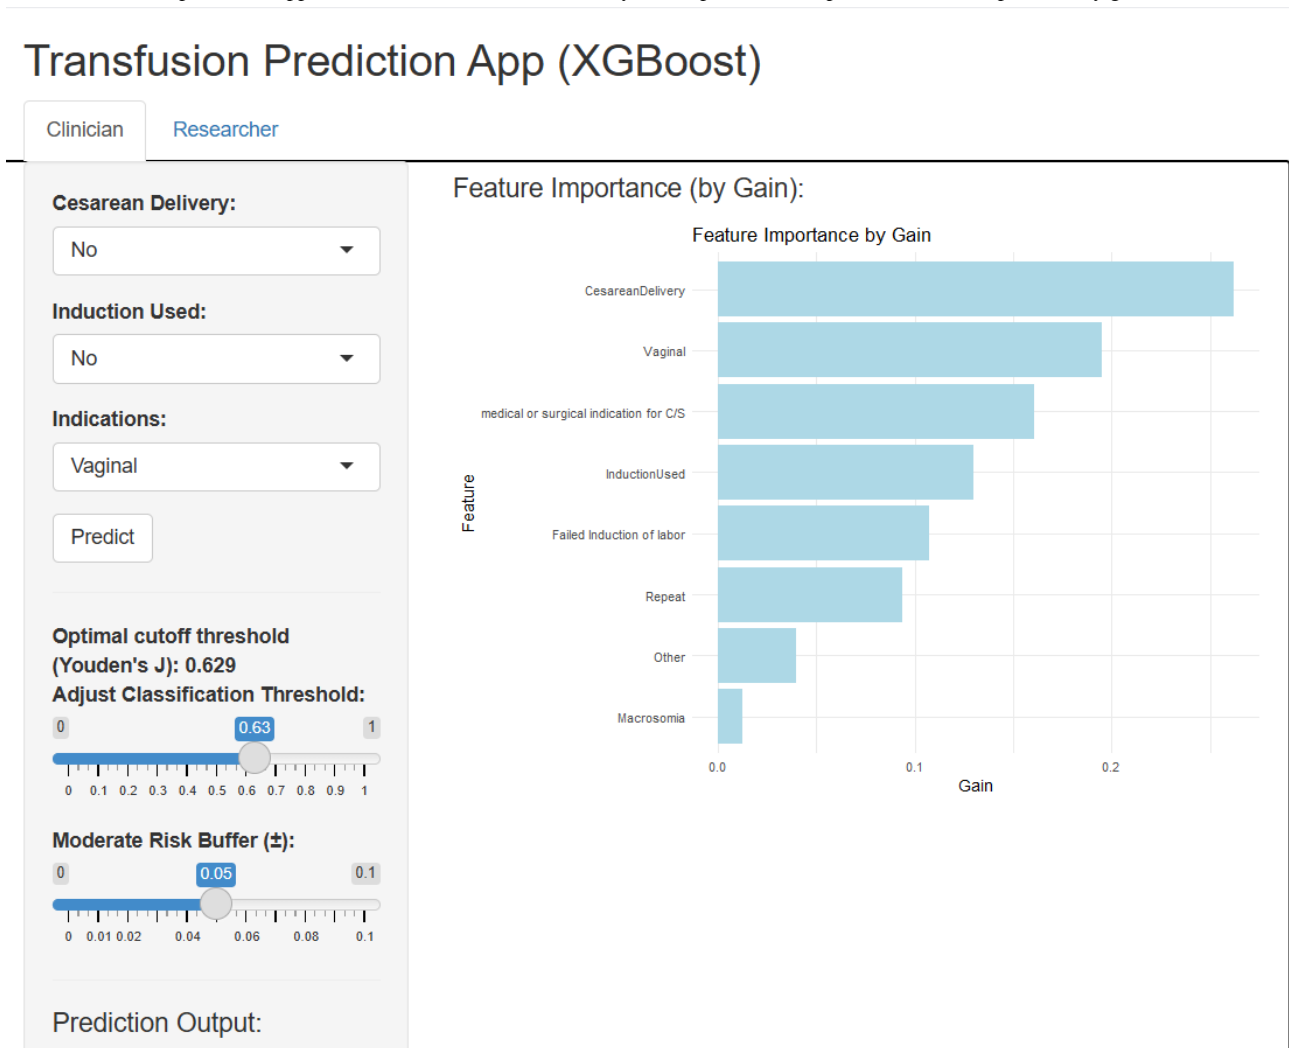 Transfusion Prediction App (XGBoost)
Clinician
Researcher
Cesarean Delivery:
No
Induction Used:
No
Indications:
Vaginal
Predict
Optimal cutoff threshold
(Youden's J): 0.629
Adjust Classification Threshold:
0 0.63 1
0 0.1 0.2 0.3 0.4 0.5 0.6 0.7 0.8 0.9 1
Moderate Risk Buffer (±):
0 0.05 0.1
0 0.01 0.02 0.04 0.06 0.08 0.1
Prediction Output:
Feature Importance (by Gain):
Feature Importance by Gain
Feature
CesareanDelivery
Vaginal
medical or surgical indication for C/S
InductionUsed
Failed Induction of labor
Repeat
Other
Macrosomia
0.0 0.1 0.2
Gain